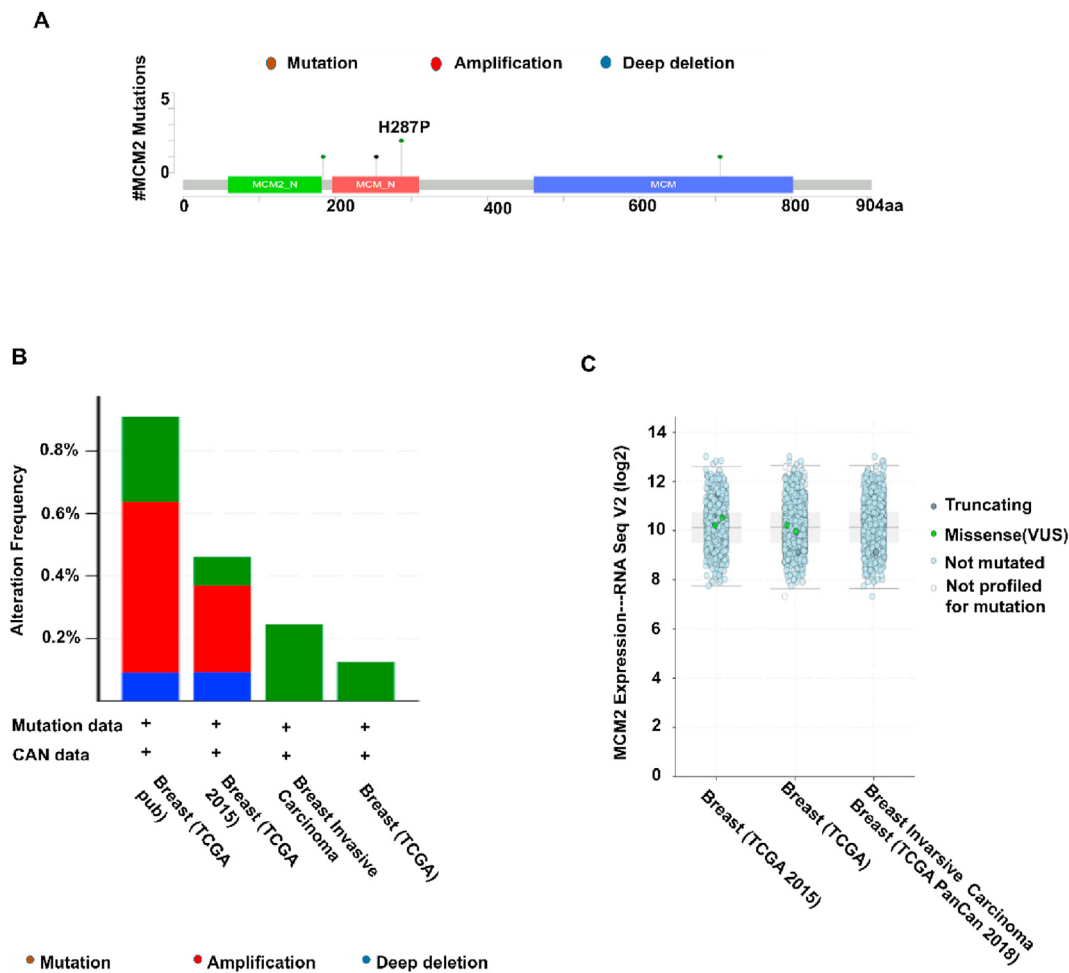 A
Mutation
Amplification
Deep deletion
#MCM2 Mutations
5
0
H287P
MCM2_N
MCM_N
MCM
0
200
400
600
800
904aa
B
Alteration Frequency
0.8%
0.6%
0.4%
0.2%
Mutation data
+ + + +
CAN data
+ + + +
Breast (TCGA
pub)
Breast (TCGA
2015)
Breast Invasive
Carcinoma
Breast (TCGA)
Mutation
Amplification
Deep deletion
C
MCM2 Expression---RNA Seq V2 (log2)
14
12
10
8
6
4
2
0
Truncating
Missense(VUS)
Not mutated
Not profiled
for mutation
Breast (TCGA 2015)
Breast (TCGA)
Breast Invarsive Carcinoma
Breast (TCGA PanCan 2018)